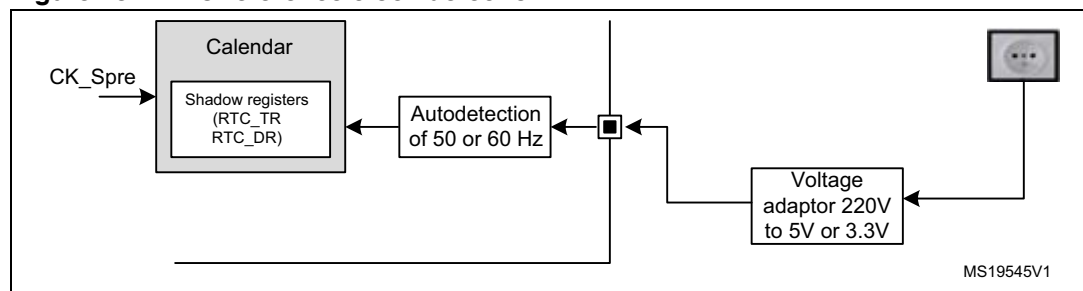 Calendar
CK_Spre
Shadow registers
(RTC_TR
RTC_DR)
Autodetection
of 50 or 60 Hz
Voltage
adaptor 220V
to 5V or 3.3V
MS19545V1